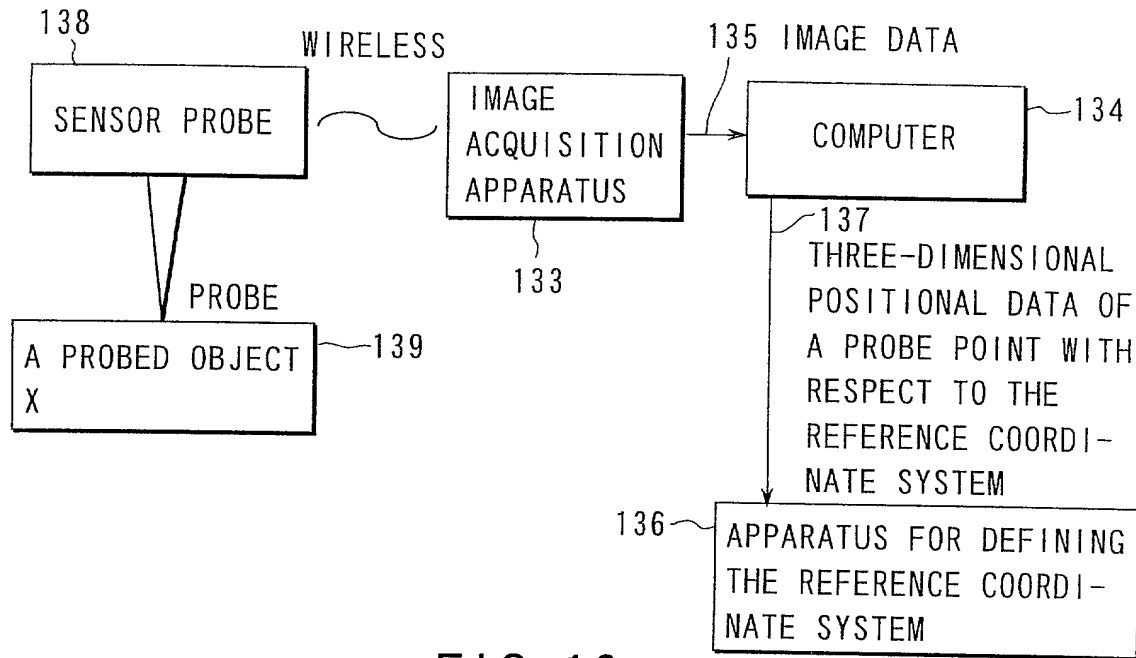 138
WIRELESS
135 IMAGE DATA
SENSOR PROBE
IMAGE
ACQUISITION
APPARATUS
COMPUTER
134
133
137
PROBE
A PROBED OBJECT
X
139
THREE-DIMENSIONAL
POSITIONAL DATA OF
A PROBE POINT WITH
RESPECT TO THE
REFERENCE COORDI-
NATE SYSTEM
136
APPARATUS FOR DEFINING
THE REFERENCE COORDI-
NATE SYSTEM